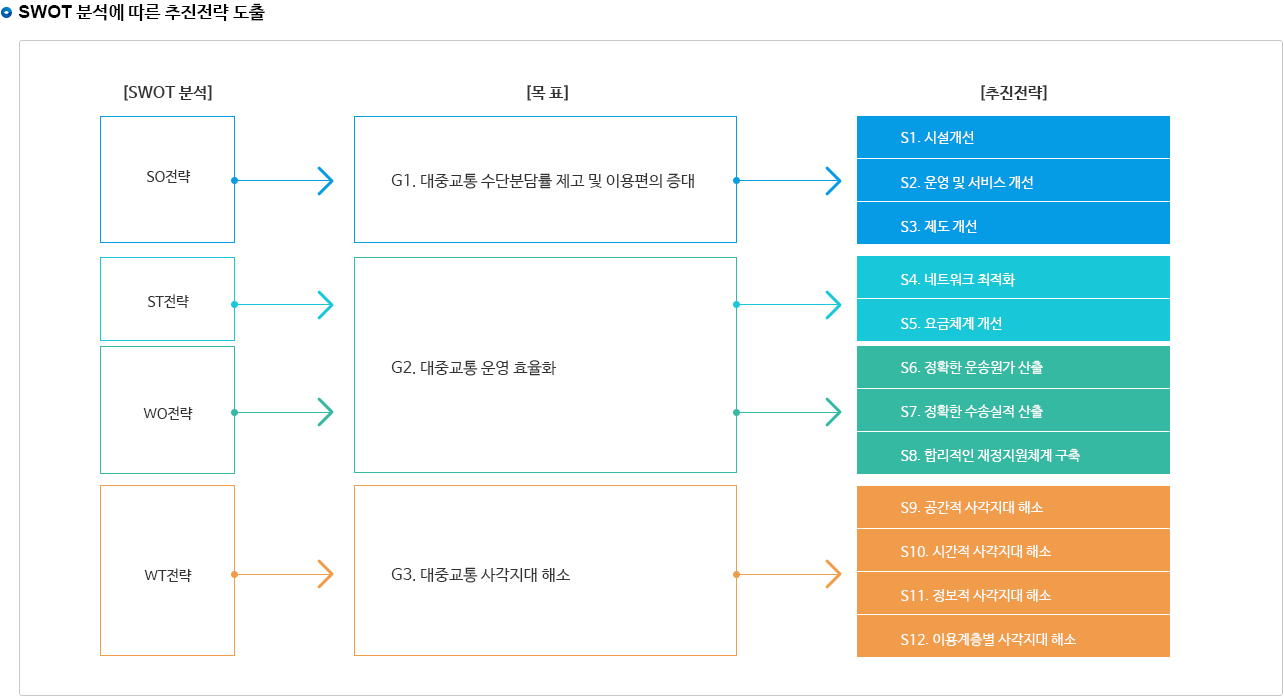 SWOT 분석에 따른 추진전략 도출
[SWOT 분석]
[목 표]
[추진전략]
SO전략
G1. 대중교통 수단분담률 제고 및 이용편의 증대
S1. 시설개선
S2. 운영 및 서비스 개선
S3. 제도 개선
ST전략
WO전략
G2. 대중교통 운영 효율화
S4. 네트워크 최적화
S5. 요금체계 개선
S6. 정확한 운송원가 산출
S7. 정확한 수송실적 산출
S8. 합리적인 재정지원체계 구축
WT전략
G3. 대중교통 사각지대 해소
S9. 공간적 사각지대 해소
S10. 시간적 사각지대 해소
S11. 정보적 사각지대 해소
S12. 이용계층별 사각지대 해소